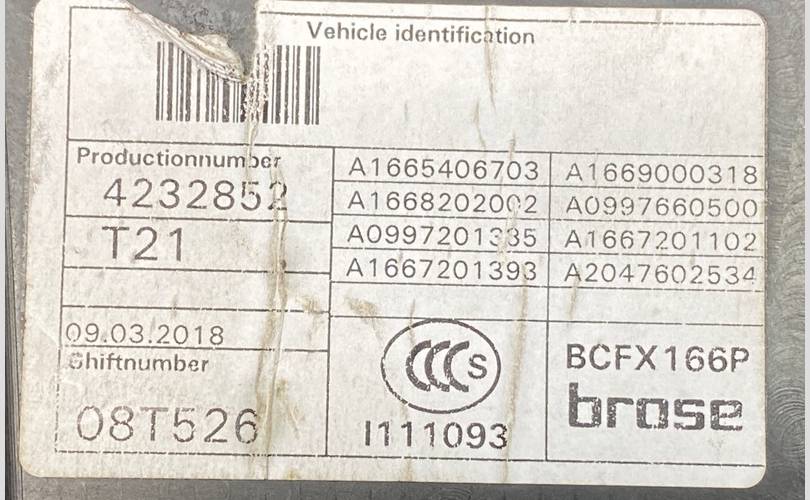 Vehicle identification
Productionnumber
4232852
T21
A1665406703 A1669000318
A1668202002 A0997660500
A0997201335 A1667201102
A1667201393 A2047602534
09.03.2018
Shiftnumber
08T526
CCC S
I111093
BCFX166P
brose